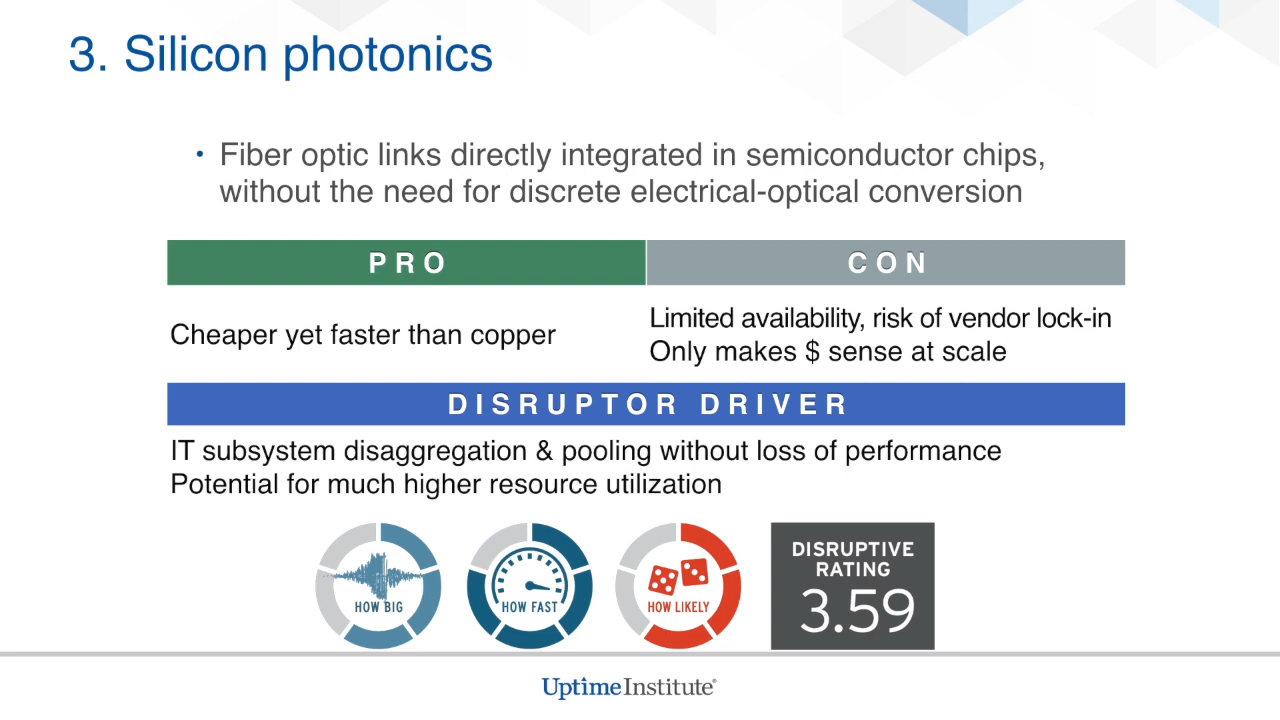 3. Silicon photonics
• Fiber optic links directly integrated in semiconductor chips,
without the need for discrete electrical-optical conversion
PRO
CON
Cheaper yet faster than copper
Limited availability, risk of vendor lock-in
Only makes $ sense at scale
DISRUPTOR DRIVER
IT subsystem disaggregation & pooling without loss of performance
Potential for much higher resource utilization
HOW BIG
HOW FAST
HOW LIKELY
DISRUPTIVE
RATING
3.59
UptimeInstitute®